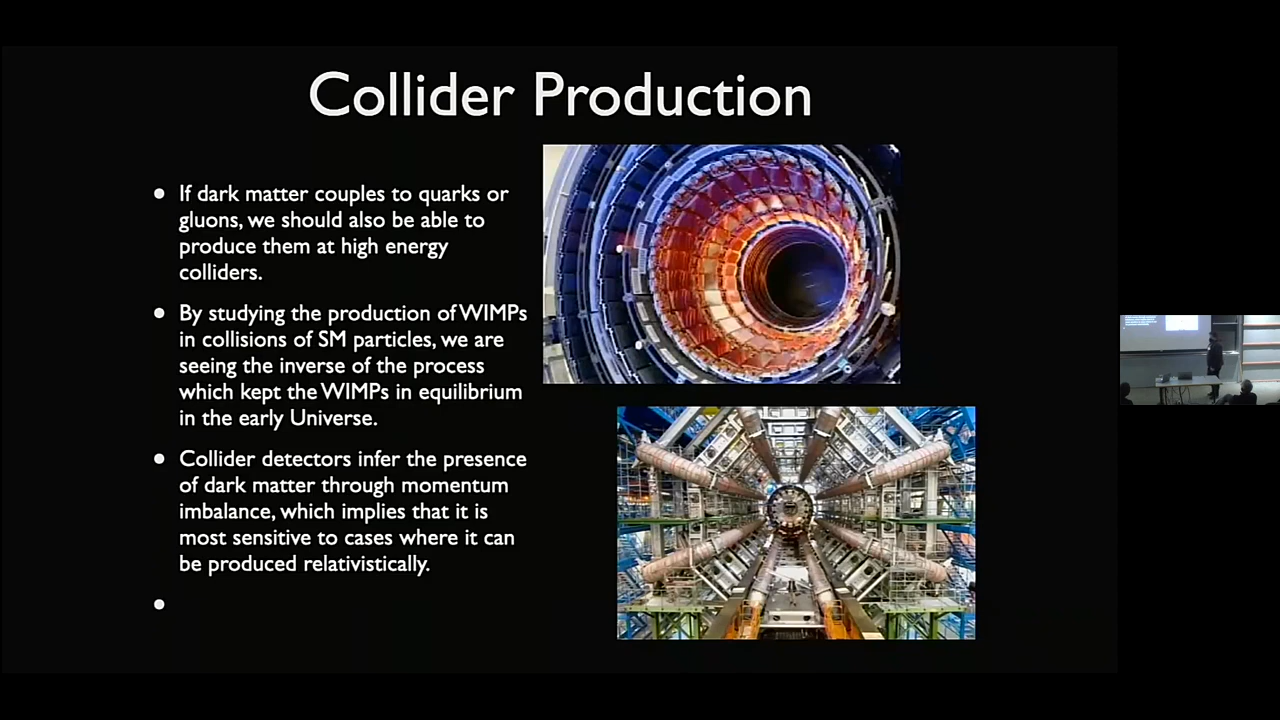 Collider Production
If dark matter couples to quarks or
gluons, we should also be able to
produce them at high energy
colliders.
By studying the production of WIMPs
in collisions of SM particles, we are
seeing the inverse of the process
which kept the WIMPs in equilibrium
in the early Universe.
Collider detectors infer the presence
of dark matter through momentum
imbalance, which implies that it is
most sensitive to cases where it can
be produced relativistically.